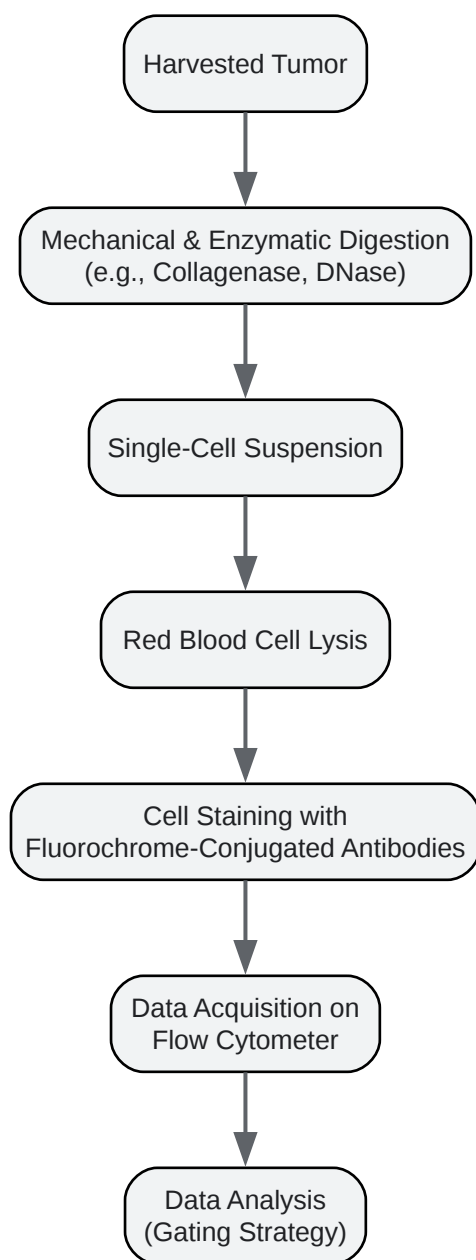 Harvested Tumor
Mechanical & Enzymatic Digestion
(e.g., Collagenase, DNase)
Single-Cell Suspension
Red Blood Cell Lysis
Cell Staining with
Fluorochrome-Conjugated Antibodies
Data Acquisition on
Flow Cytometer
Data Analysis
(Gating Strategy)